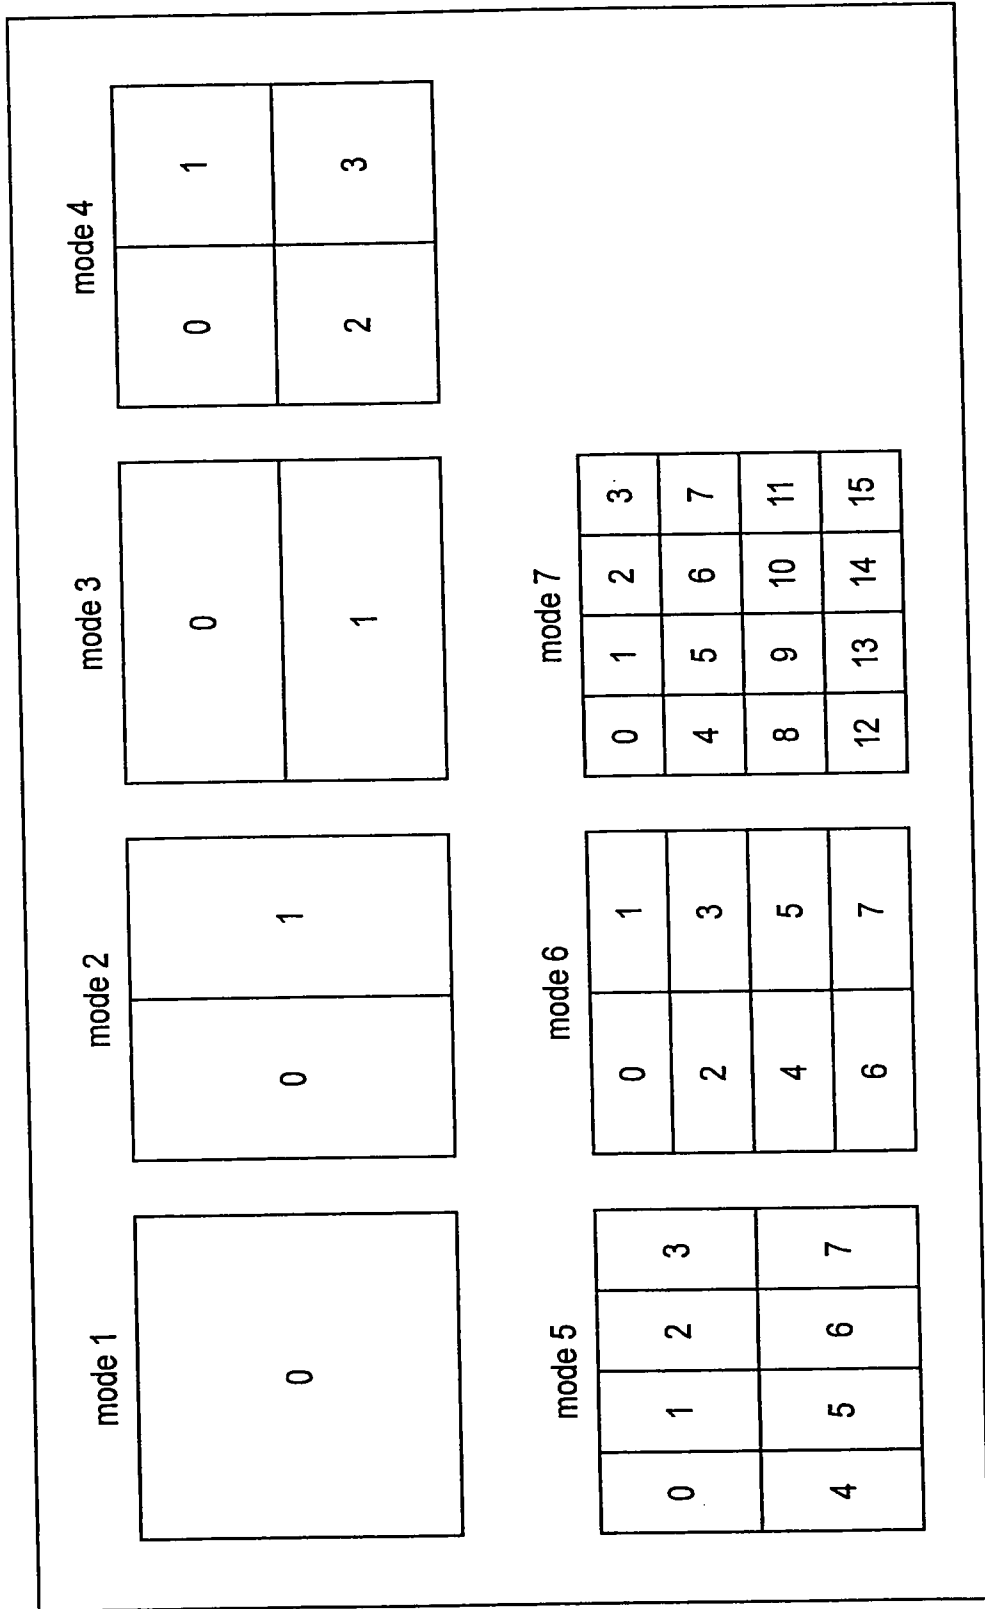 mode 1
0
mode 2
0 1
mode 3
0
1
mode 4
0 1
2 3
mode 5
0 1 2 3
4 5 6 7
mode 6
0 1
2 3
4 5
6 7
mode 7
0 1 2 3
4 5 6 7
8 9 10 11
12 13 14 15